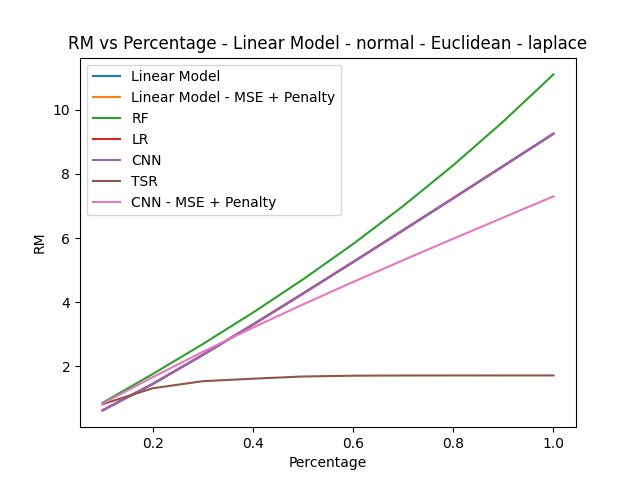 RM vs Percentage - Linear Model - normal - Euclidean - laplace
Linear Model
Linear Model - MSE + Penalty
RF
LR
CNN
TSR
CNN - MSE + Penalty
10
8
6
4
2
RM
0.2 0.4 0.6 0.8 1.0
Percentage